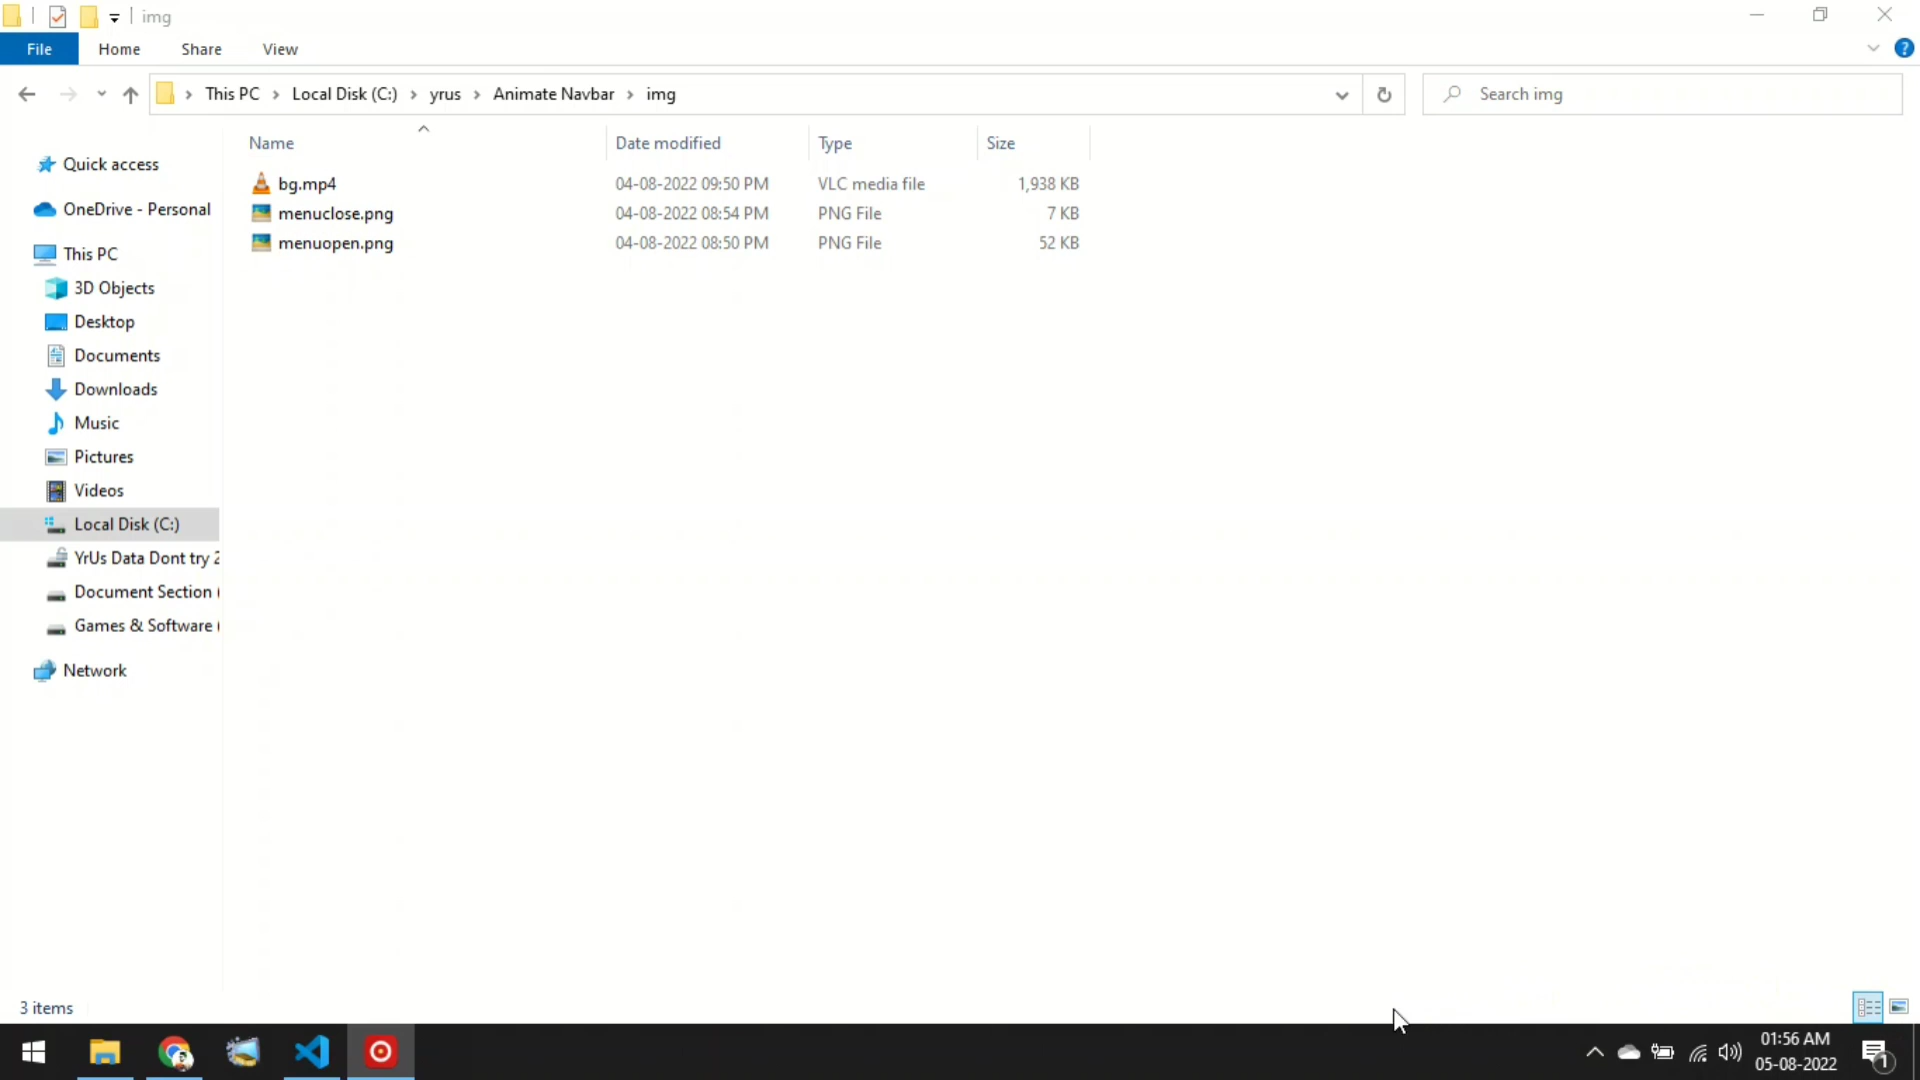 img
File Home Share View
This PC Local Disk (C:) yrus Animate Navbar img
Search img
Name Date modified Type Size
Quick access
OneDrive - Personal
This PC
3D Objects
Desktop
Documents
Downloads
Music
Pictures
Videos
Local Disk (C:)
YrUs Data Dont try 2
Document Section (
Games & Software (
Network
bg.mp4 04-08-2022 09:50 PM VLC media file 1,938 KB
menuclose.png 04-08-2022 08:54 PM PNG File 7 KB
menuopen.png 04-08-2022 08:50 PM PNG File 52 KB
3 items
01:56 AM
05-08-2022
1